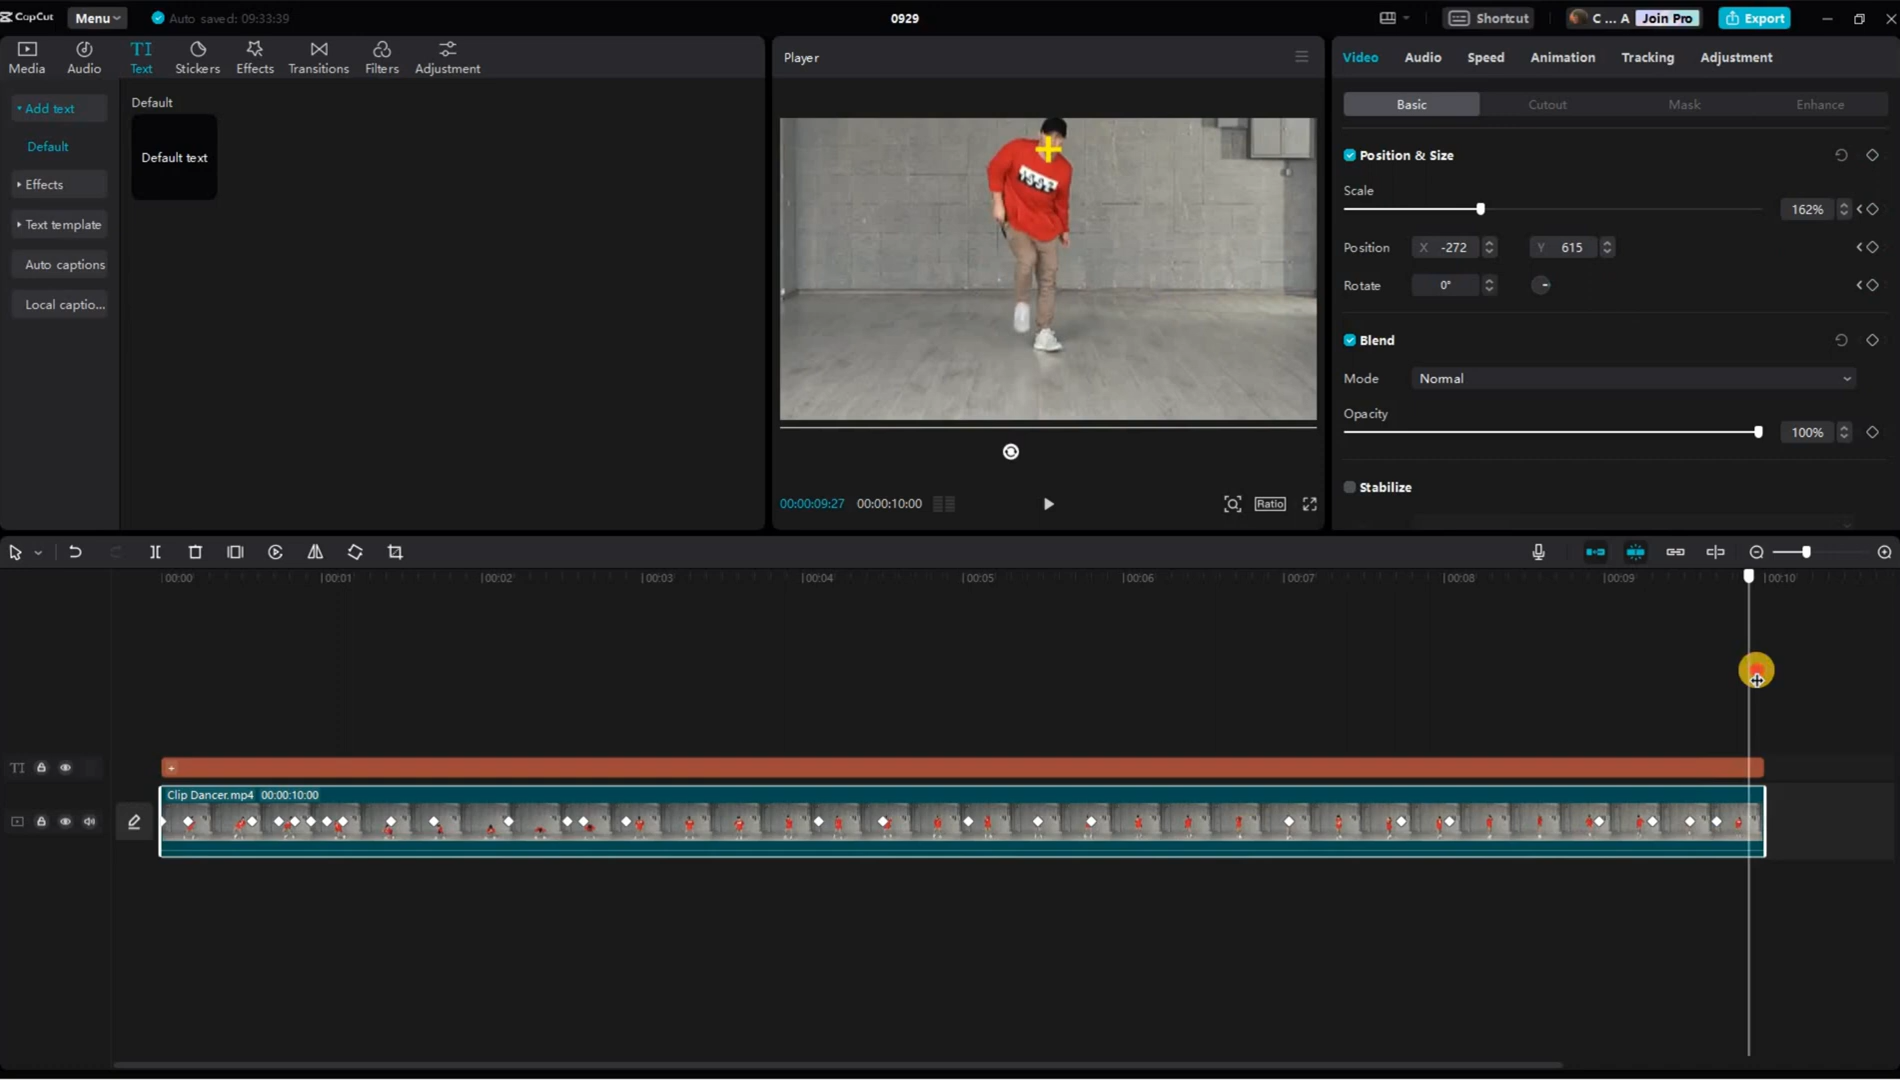 CapCut
Menu
Auto saved: 09:33:39
0929
Shortcut
C ... A
Join Pro
Export
Media
Audio
TI
Text
Stickers
Effects
Transitions
Filters
Adjustment
Add text
Default
Effects
Text template
Auto captions
Local captio...
Default
Default text
Player
00:00:09:27
00:00:10:00
Ratio
Video
Audio
Speed
Animation
Tracking
Adjustment
Basic
Cutout
Mask
Enhance
Position & Size
Scale
162%
Position
X -272
Y 615
Rotate
0°
Blend
Mode
Normal
Opacity
100%
Stabilize
00:00
00:01
00:02
00:03
00:04
00:05
00:06
00:07
00:08
00:09
00:10
TI
Clip Dancer.mp4 00:00:10:00